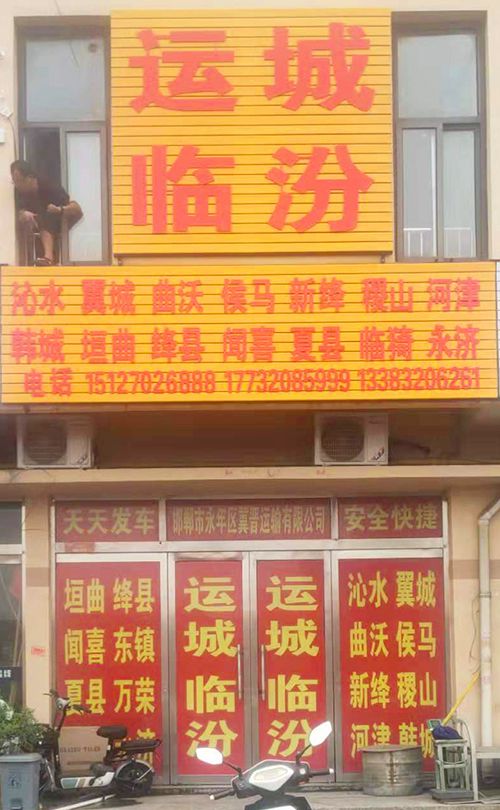 运城
临汾
沁水 翼城 曲沃 侯马 新绛 稷山 河津
韩城 垣曲 绛县 闻喜 夏县 临猗 永济
电话 15127026888 17732085999 13383206261
天天发车 邯郸市永年区冀晋运输有限公司 安全快捷
垣曲 绛县
闻喜 东镇
夏县 万荣
运城
临汾
运城
临汾
沁水 翼城
曲沃 侯马
新绛 稷山
河津 韩城